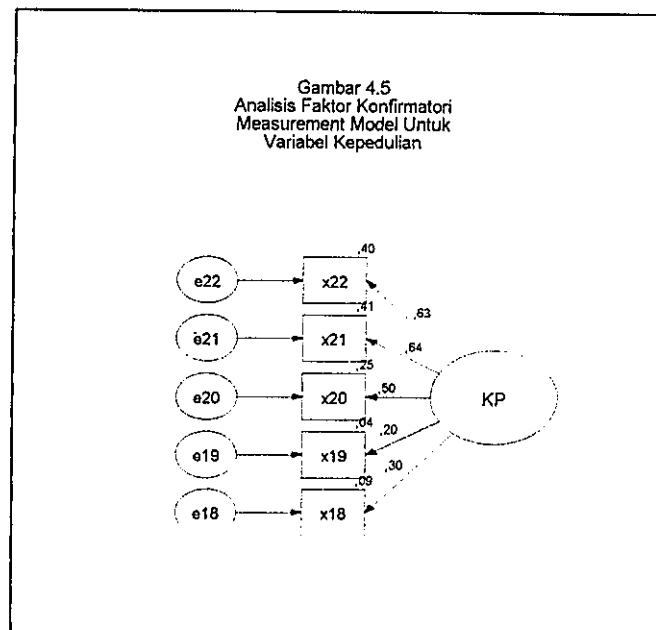 Gambar 4.5
Analisis Faktor Konfirmatori
Measurement Model Untuk
Variabel Kepedulian
,40
e22 x22
,63
,41
e21 x21
,64
,25
e20 x20
,50
KP
,04
,20
e19 x19
,30
,09
e18 x18